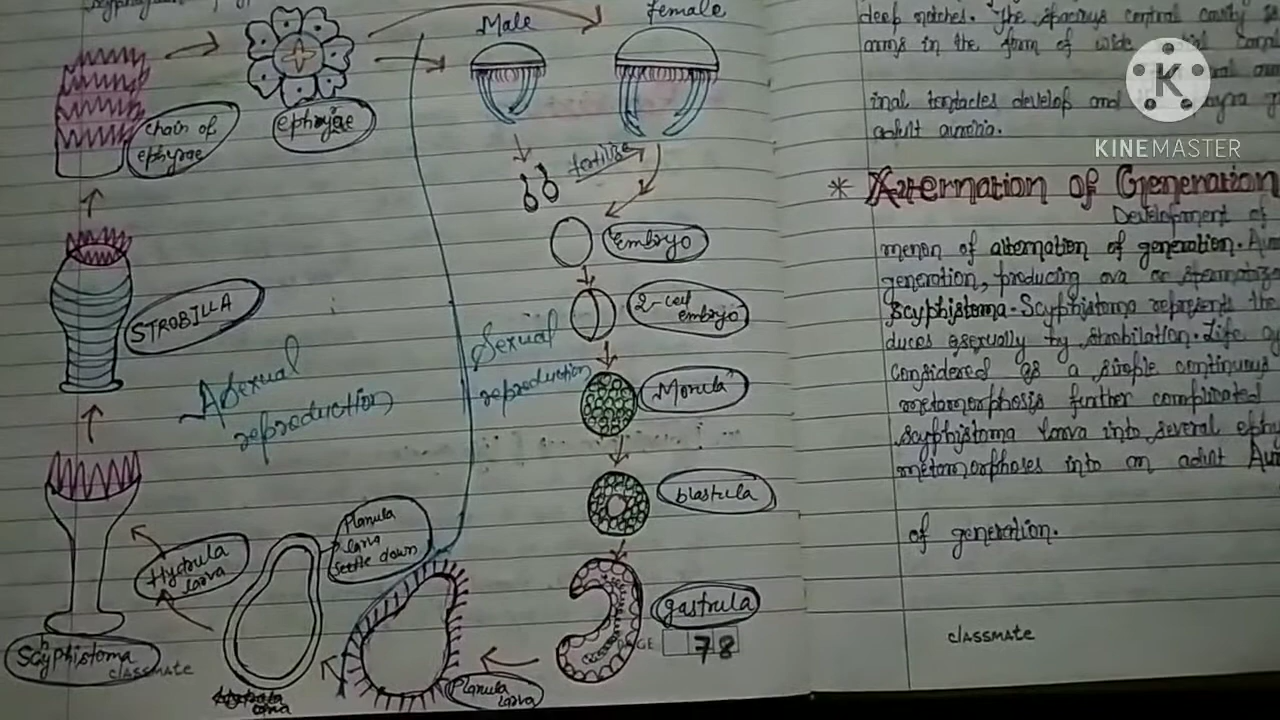 Male
female
chain of
ephyrae
ephyrae
fertilize
embryo
2-cell
embryo
STROBILLA
Asexual
reproduction
Sexual
reproduction
Morula
blastula
Planula
larva
settle down
Hydrula
larva
gastrula
Scyphistoma
classmate
Planula
larva
PAGE 78
deep notches. The spacious central cavity
arms in the form of wide
inal tentacles develop and
adult aurelia.
KINEMASTER
* Alternation of Generation
Development of
menon of alternation of generation.
generation, producing ova or
scyphistoma. Scyphistoma represents the
duces asexually by strobilation. Life
considered as a simple continuous
metamorphosis further complicated
scyphistoma larva into several
metamorphoses into an adult
of generation.
classmate